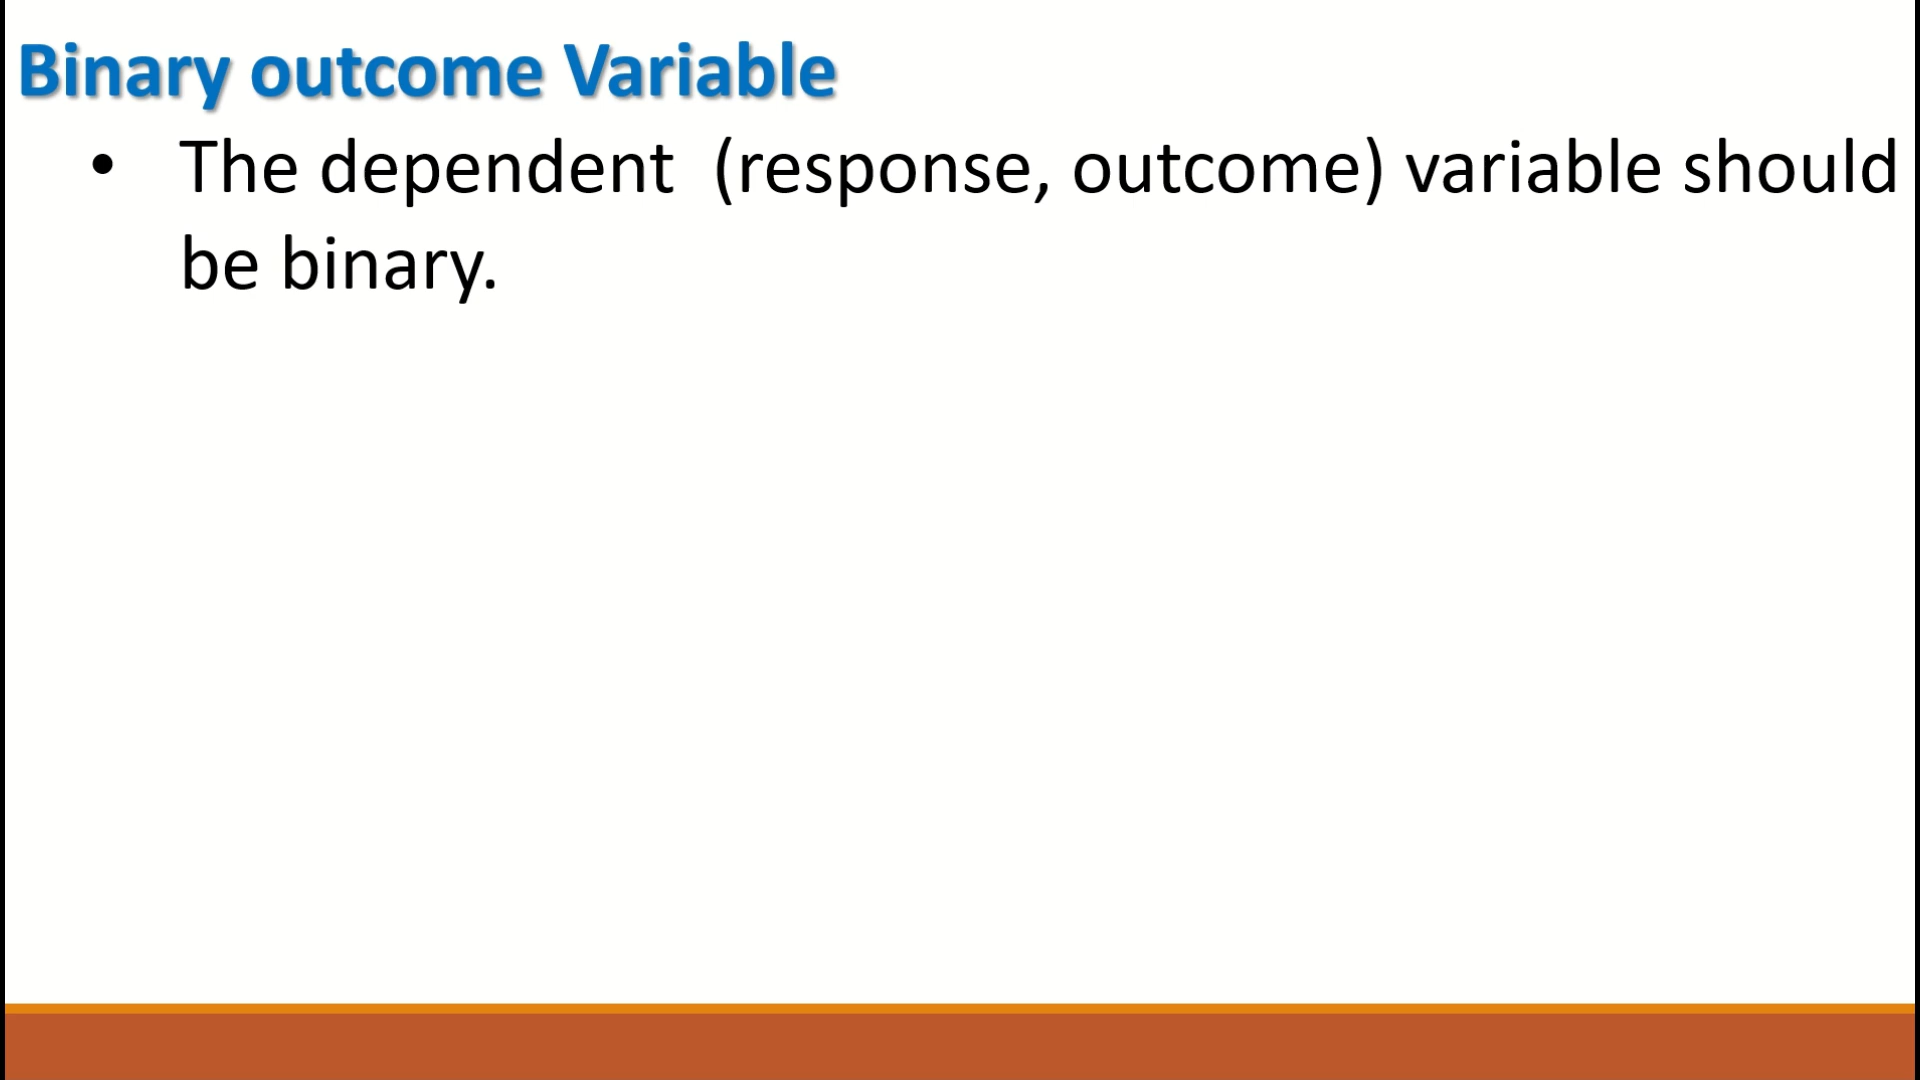 Binary outcome Variable
• The dependent (response, outcome) variable should
be binary.